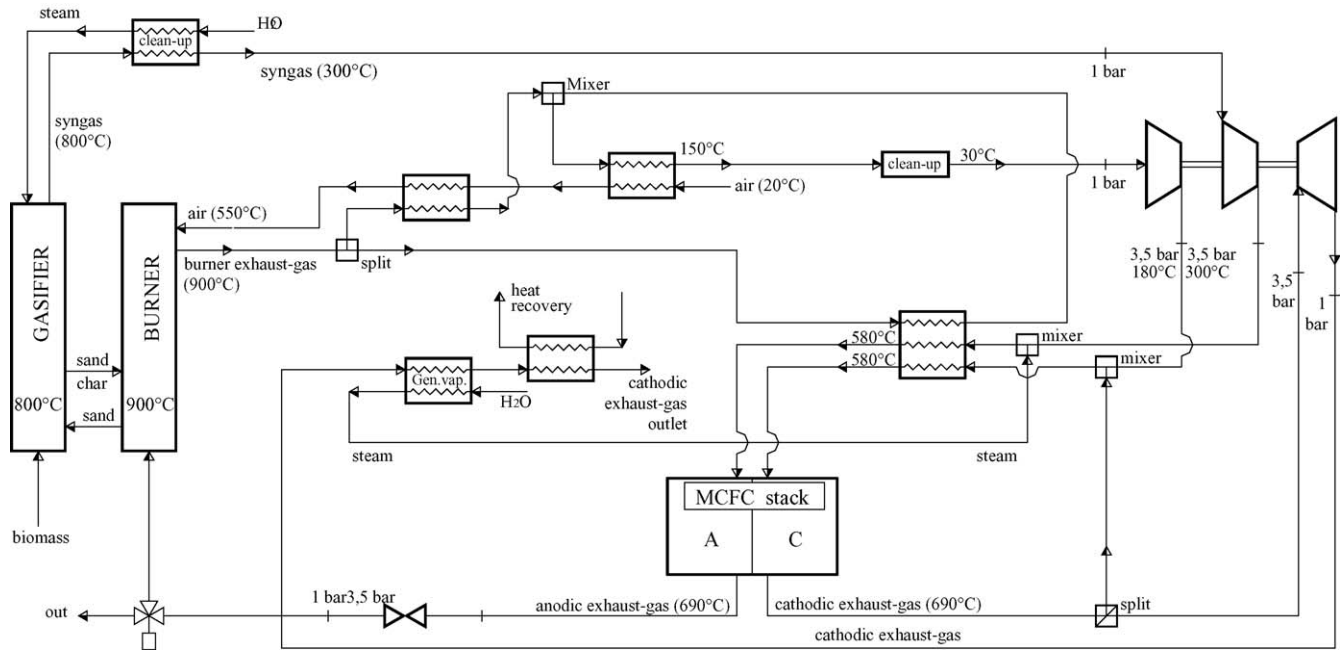 steam
H2O
clean-up
syngas (300°C)
1 bar
syngas
(800°C)
Mixer
150°C
clean-up
30°C
1 bar
air (20°C)
air (550°C)
burner exhaust-gas
(900°C)
split
3,5 bar
180°C
3,5 bar
300°C
3,5
bar
1
bar
GASIFIER
BURNER
heat
recovery
580°C
580°C
mixer
mixer
sand
char
sand
800°C
900°C
Gen.vap.
H2O
cathodic
exhaust-gas
outlet
steam
steam
MCFC stack
A
C
biomass
out
1 bar
3,5 bar
anodic exhaust-gas (690°C)
cathodic exhaust-gas (690°C)
split
cathodic exhaust-gas